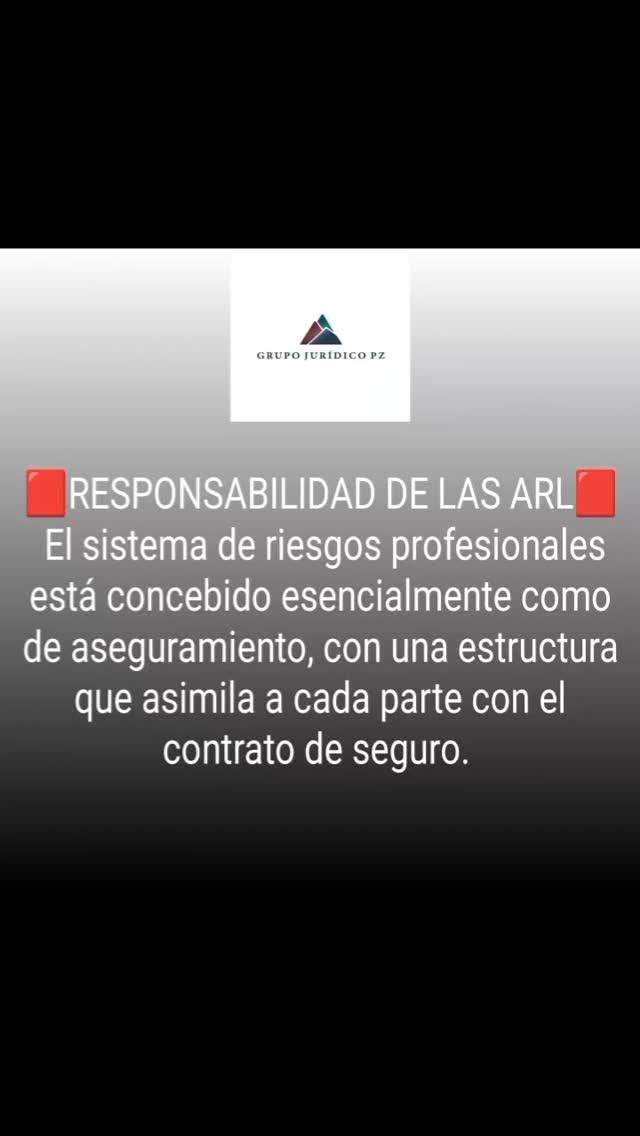 GRUPO JURÍDICO PZ
🟥RESPONSABILIDAD DE LAS ARL🟥
El sistema de riesgos profesionales
está concebido esencialmente como
de aseguramiento, con una estructura
que asimila a cada parte con el
contrato de seguro.